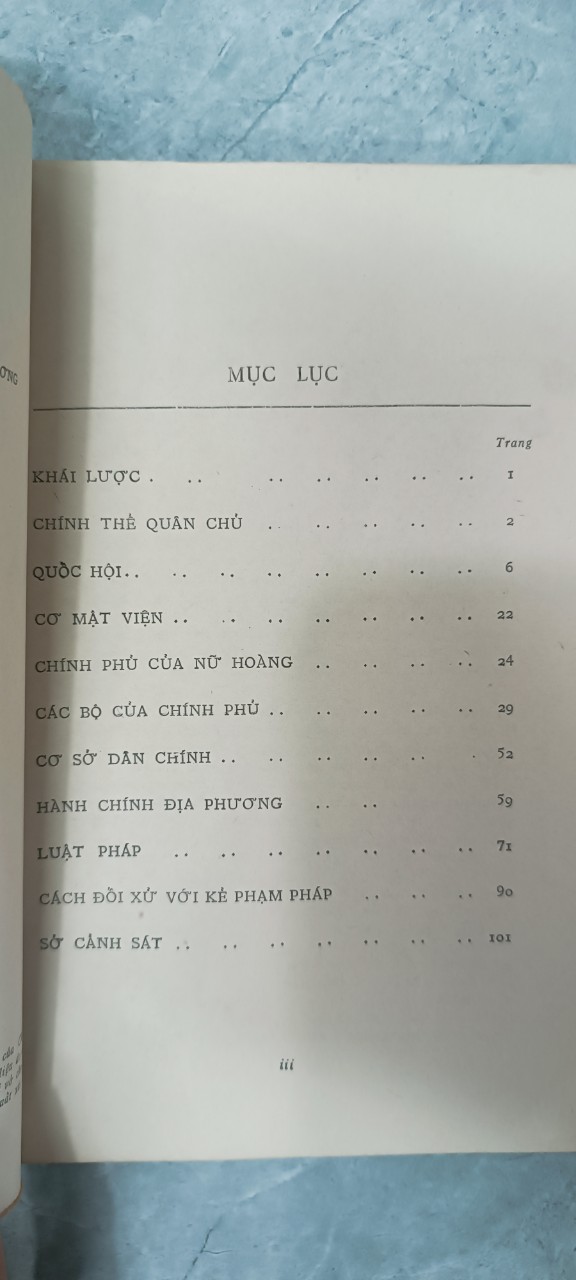 MỤC LỤC
Trang
KHÁI LƯỢC . .. .. .. .. .. .. 1
CHÍNH THỂ QUÂN CHỦ .. .. .. .. .. 2
QUỐC HỘI.. .. .. .. .. .. .. .. 6
CƠ MẬT VIỆN .. .. .. .. .. .. .. 22
CHÍNH PHỦ CỦA NỮ HOÀNG .. .. .. .. 24
CÁC BỘ CỦA CHÍNH PHỦ .. .. .. .. .. 29
CƠ SỞ DÂN CHÍNH .. .. .. .. .. . 52
HÀNH CHÍNH ĐỊA PHƯƠNG .. .. 59
LUẬT PHÁP .. .. .. .. .. .. .. 71
CÁCH ĐỐI XỬ VỚI KẺ PHẠM PHÁP .. .. .. 90
SỞ CẢNH SÁT .. .. .. .. .. .. .. 101
iii